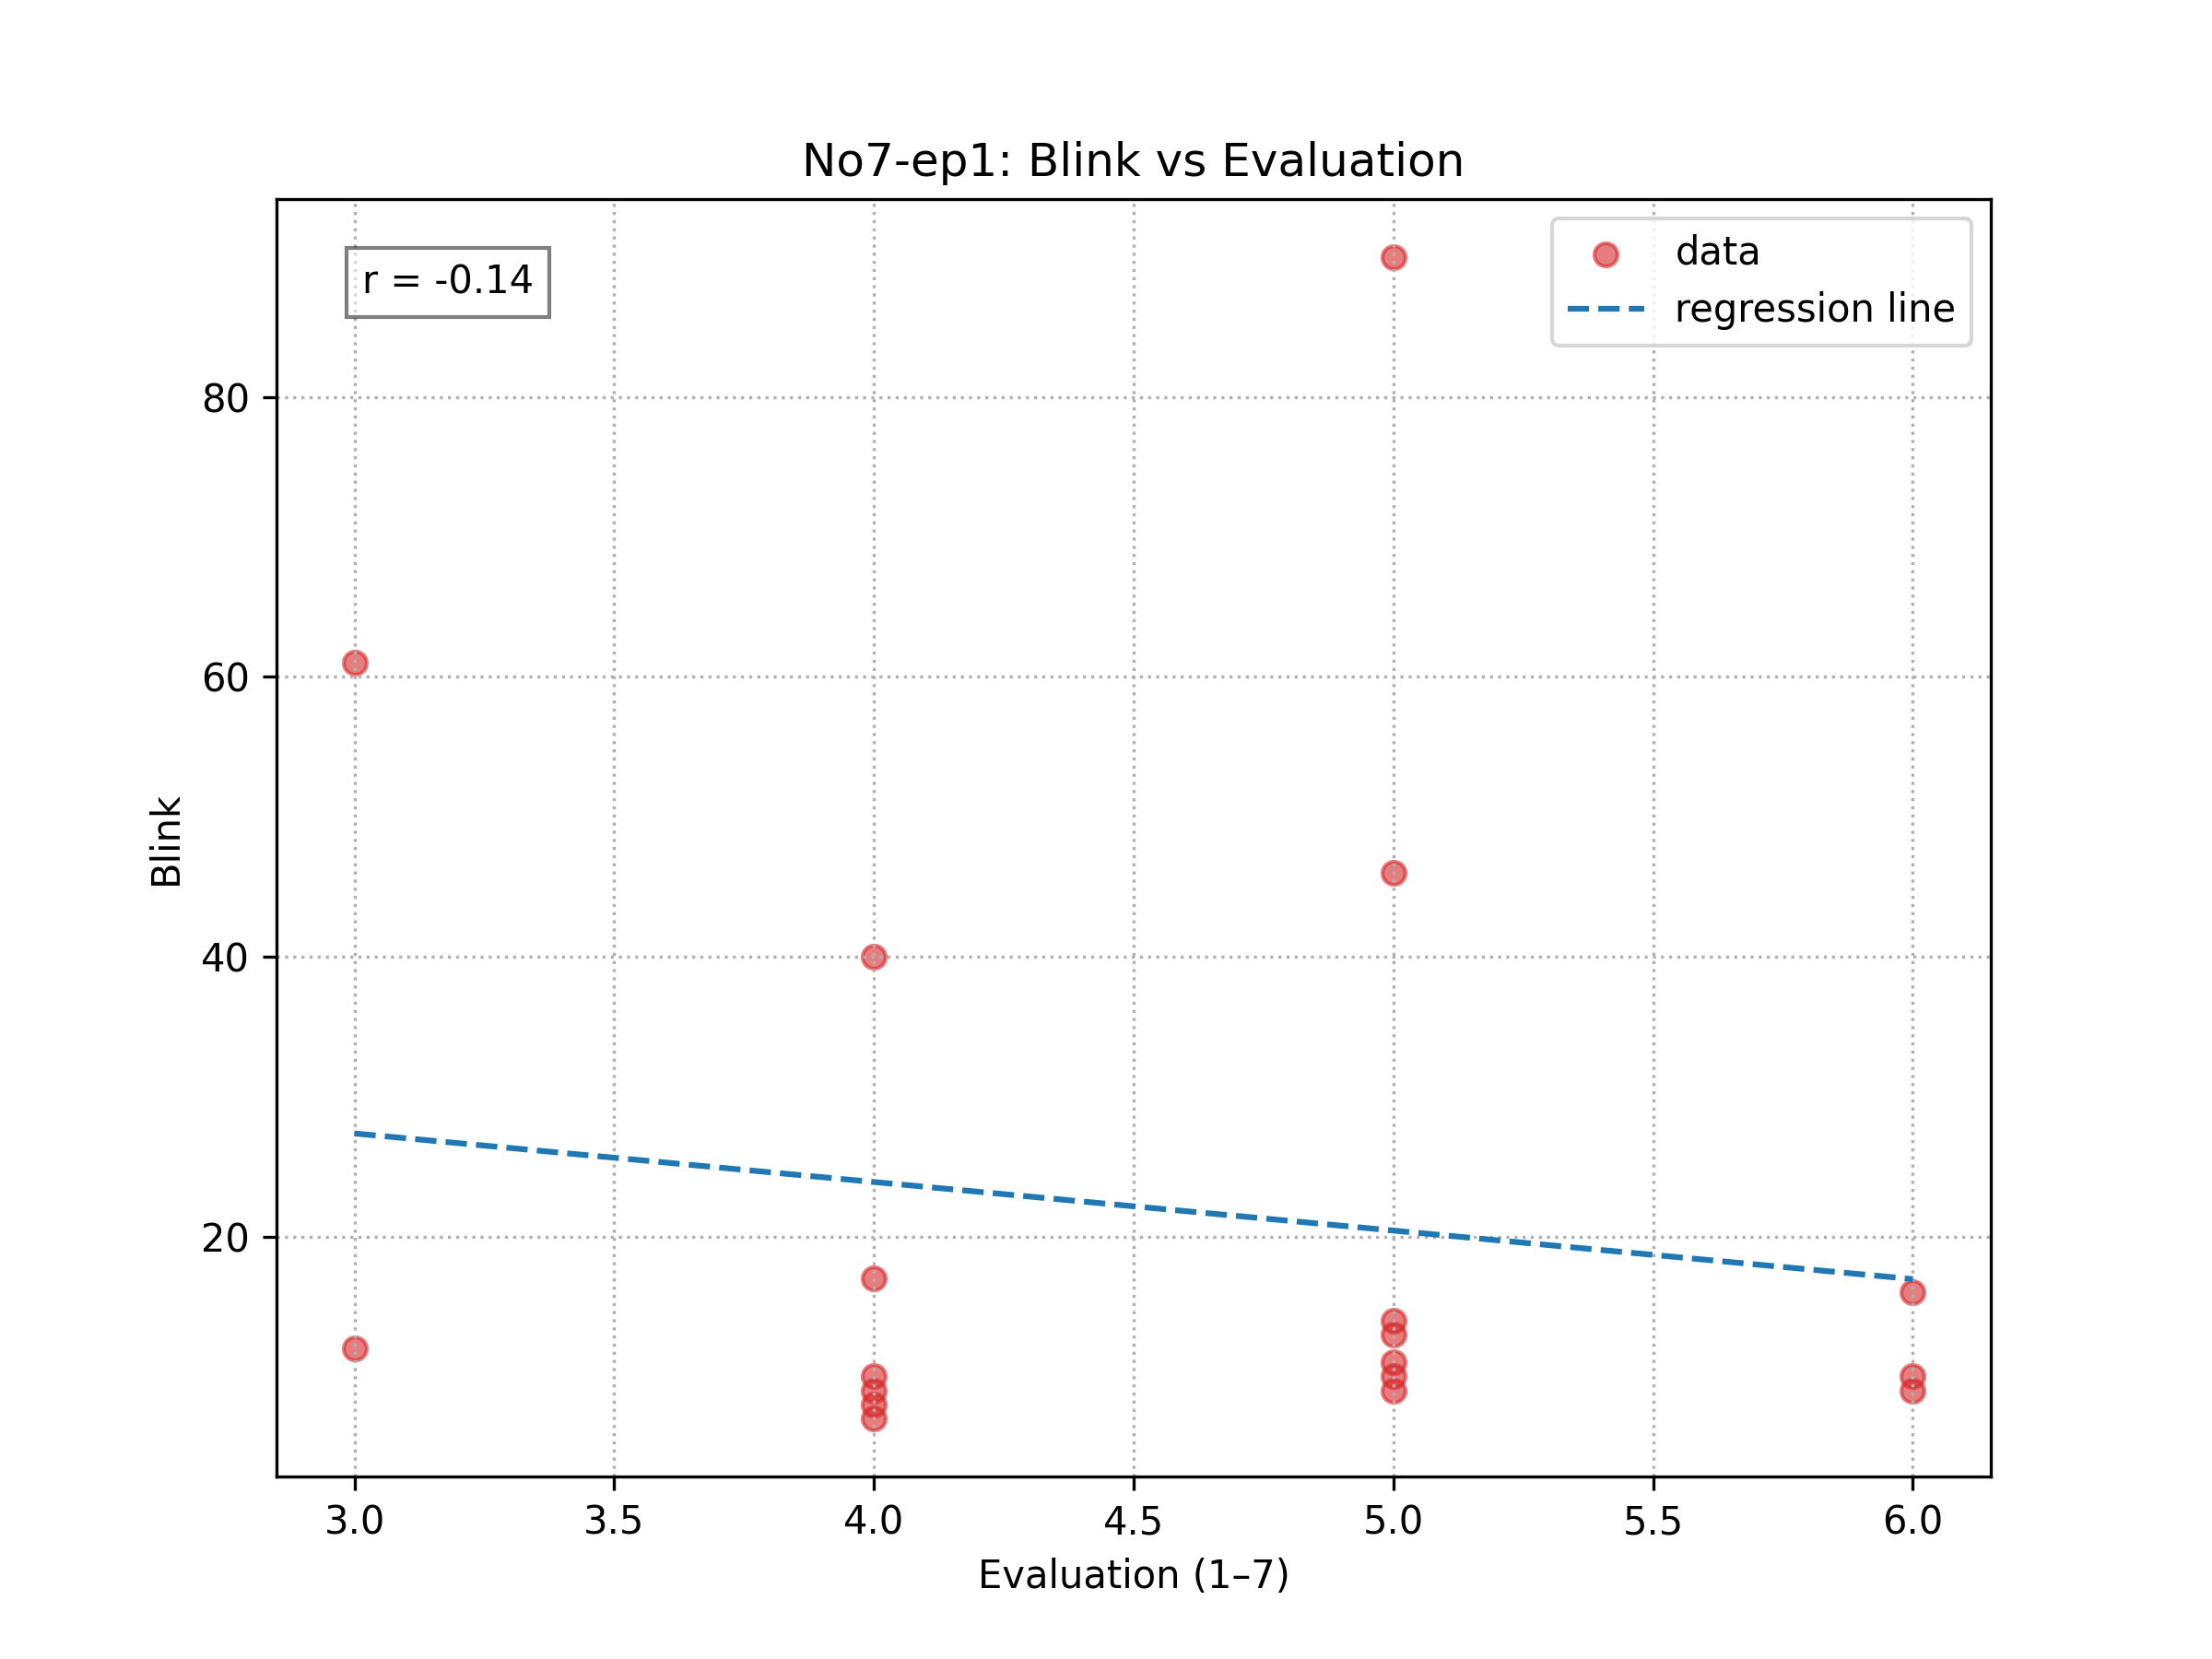 No7-ep1: Blink vs Evaluation
r = -0.14
data
regression line
80
60
40
20
Blink
3.0 3.5 4.0 4.5 5.0 5.5 6.0
Evaluation (1–7)